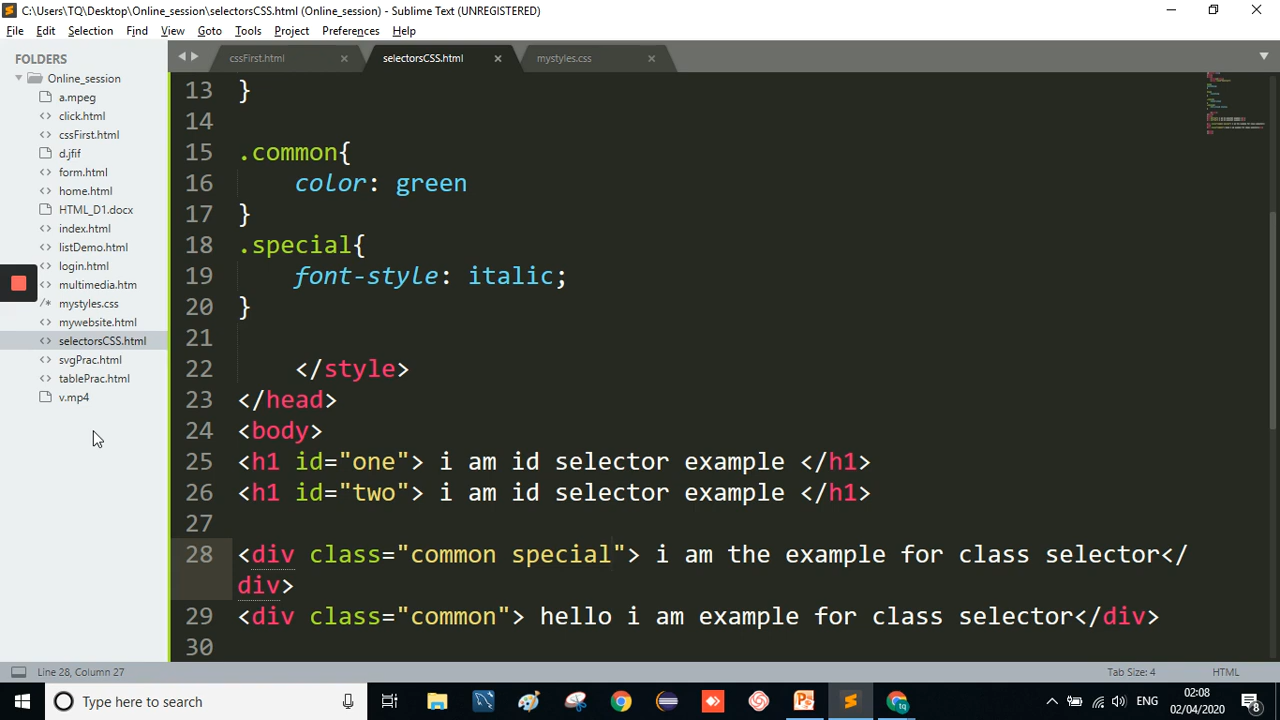 C:\Users\TQ\Desktop\Online_session\selectorsCSS.html (Online_session) - Sublime Text (UNREGISTERED)
File Edit Selection Find View Goto Tools Project Preferences Help
FOLDERS
Online_session
a.mpeg
click.html
cssFirst.html
d.jfif
form.html
home.html
HTML_D1.docx
index.html
listDemo.html
login.html
multimedia.htm
mystyles.css
mywebsite.html
selectorsCSS.html
svgPrac.html
tablePrac.html
v.mp4
cssFirst.html selectorsCSS.html mystyles.css
13 }
14
15 .common{
16 color: green
17 }
18 .special{
19 font-style: italic;
20 }
21
22 </style>
23 </head>
24 <body>
25 <h1 id="one"> i am id selector example </h1>
26 <h1 id="two"> i am id selector example </h1>
27
28 <div class="common special"> i am the example for class selector</
div>
29 <div class="common"> hello i am example for class selector</div>
30
Line 28, Column 27 Tab Size: 4 HTML
Type here to search
ENG
02:08
02/04/2020
8